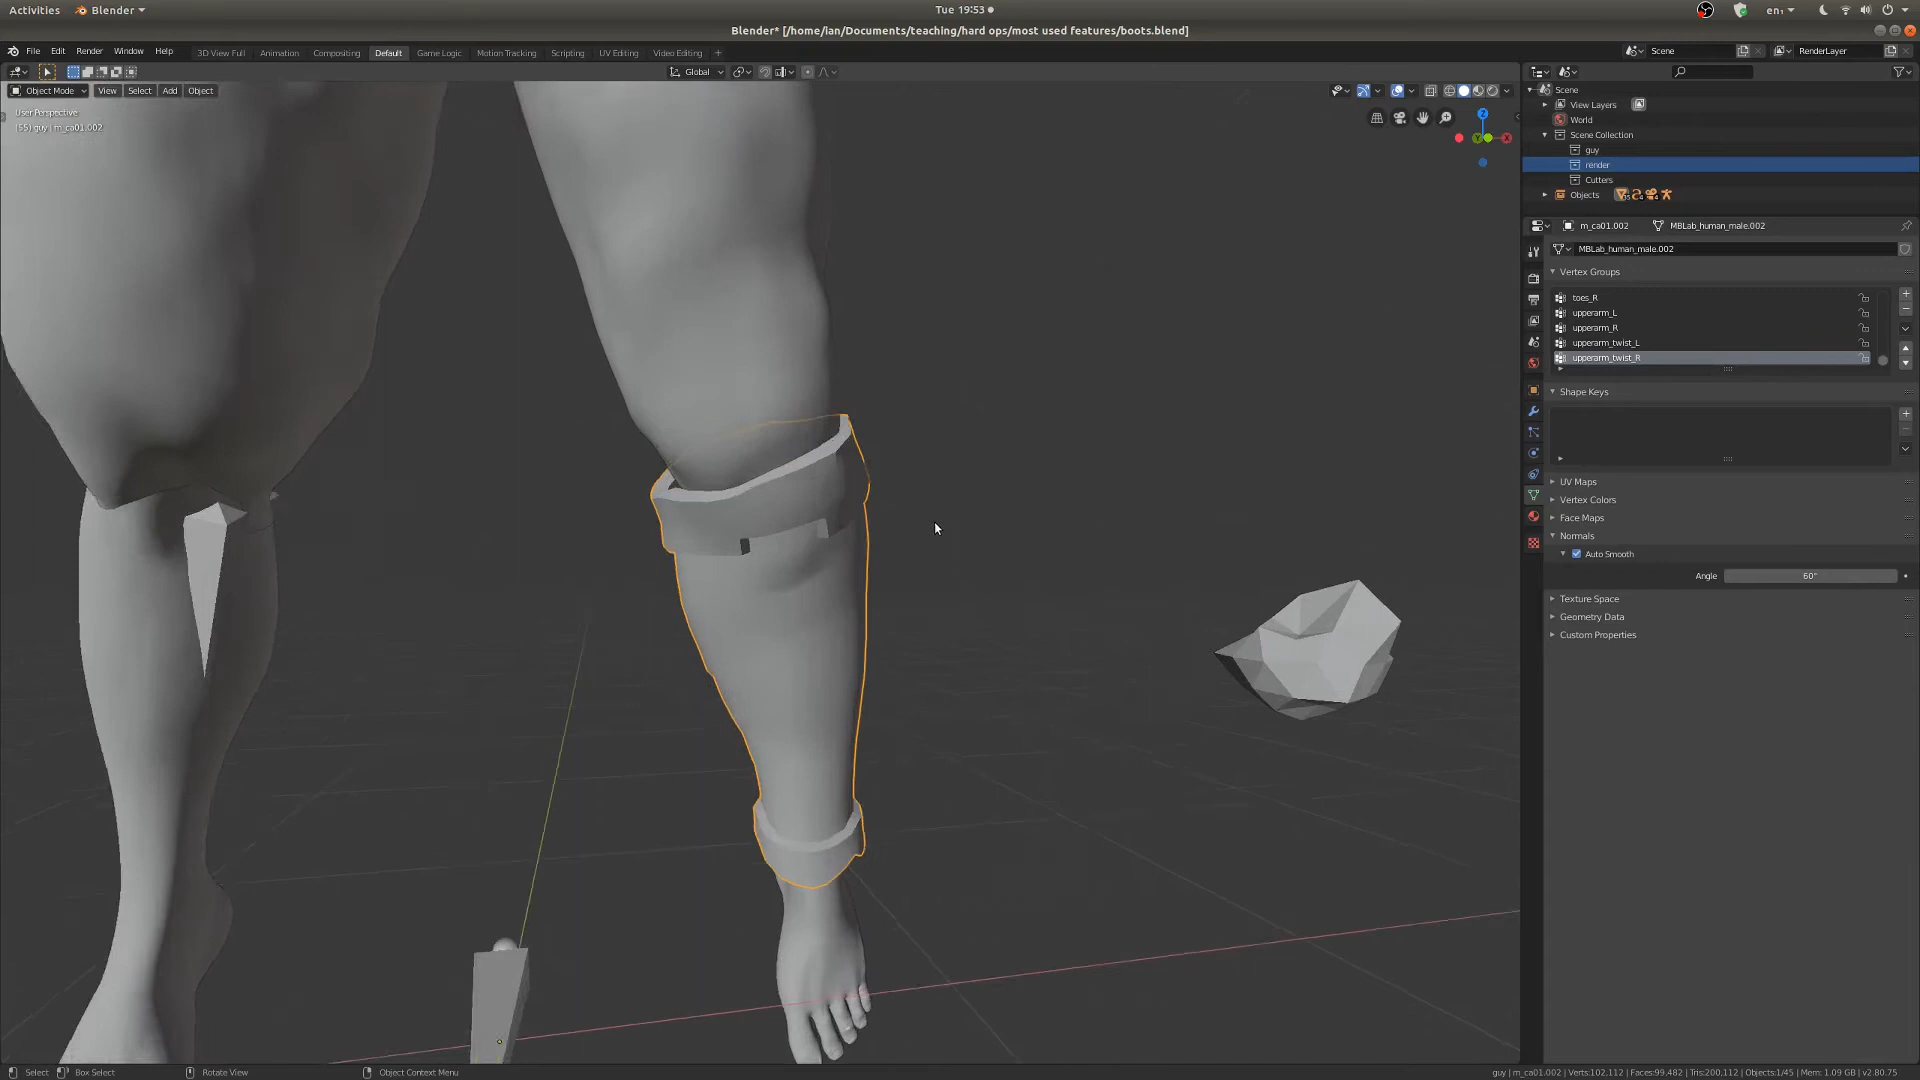 Activities
Blender
Tue 19:53
en₁
Blender* [/home/ian/Documents/teaching/hard ops/most used features/boots.blend]
File Edit Render Window Help
3D View Full Animation Compositing Default Game Logic Motion Tracking Scripting UV Editing Video Editing +
Scene
RenderLayer
Global
Object Mode View Select Add Object
User Perspective
(55) guy | m_ca01.002
Z
Y
X
Scene
View Layers
World
Scene Collection
guy
render
Cutters
Objects
m_ca01.002
MBLab_human_male.002
MBLab_human_male.002
Vertex Groups
toes_R
upperarm_L
upperarm_R
upperarm_twist_L
upperarm_twist_R
Shape Keys
UV Maps
Vertex Colors
Face Maps
Normals
Auto Smooth
Angle 60°
Texture Space
Geometry Data
Custom Properties
Select Box Select Rotate View Object Context Menu
guy | m_ca01.002 | Verts:102,112 | Faces:99,482 | Tris:200,112 | Objects:1/45 | Mem: 1.09 GB | v2.80.75